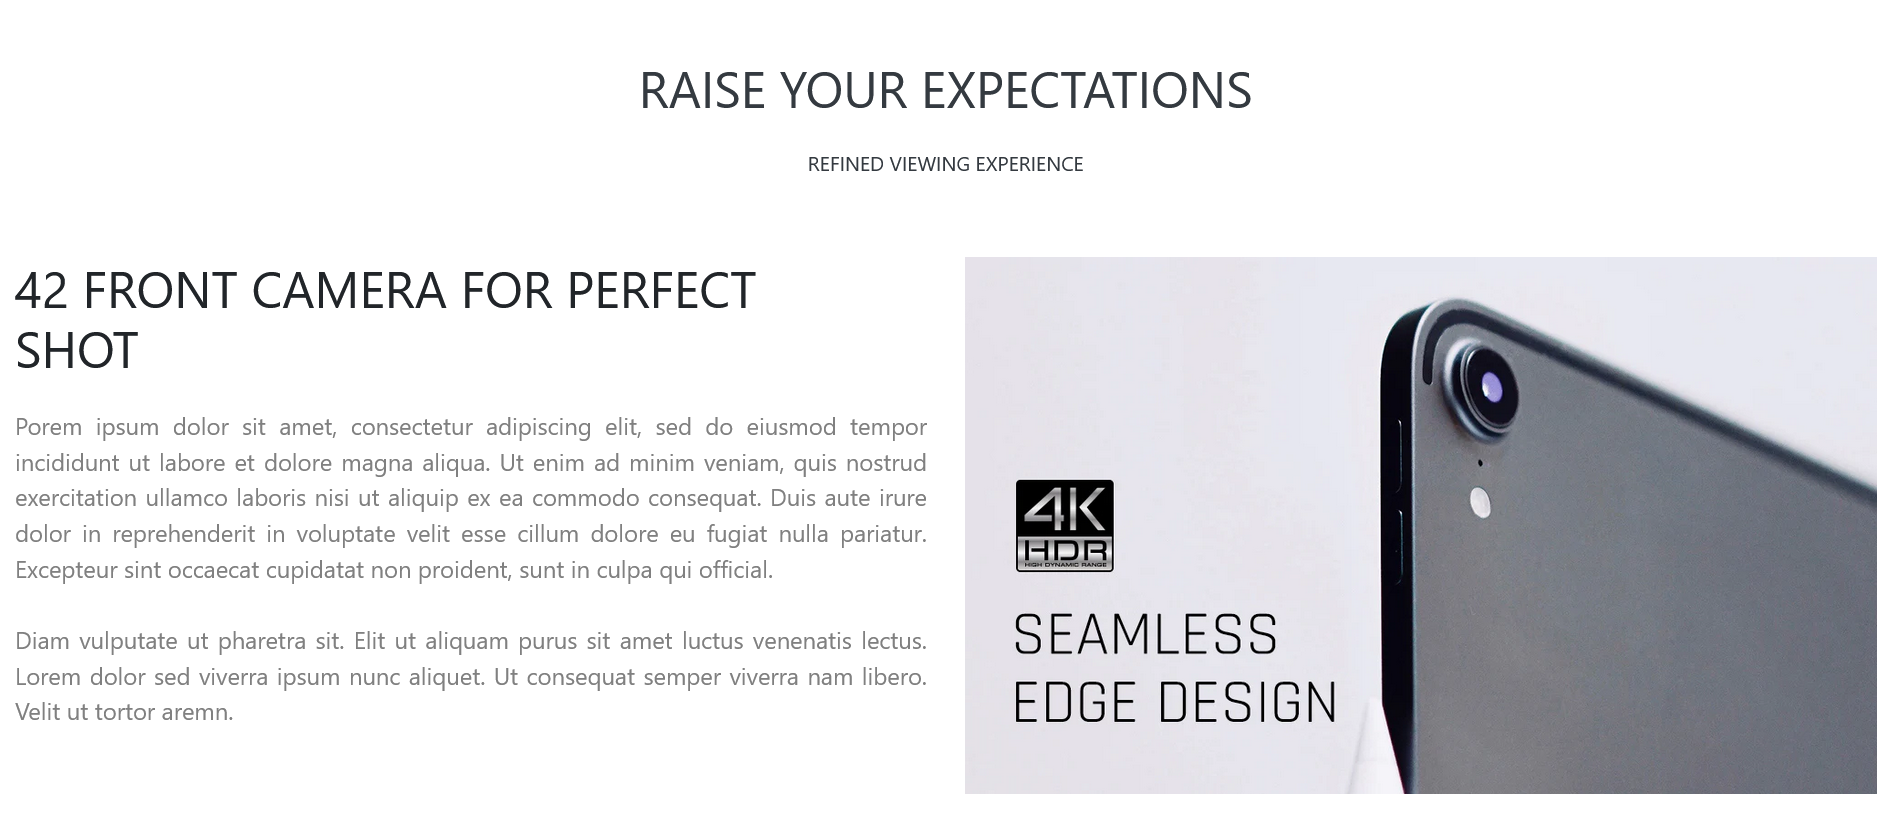 RAISE YOUR EXPECTATIONS
REFINED VIEWING EXPERIENCE
42 FRONT CAMERA FOR PERFECT
SHOT
Porem ipsum dolor sit amet, consectetur adipiscing elit, sed do eiusmod tempor
incididunt ut labore et dolore magna aliqua. Ut enim ad minim veniam, quis nostrud
exercitation ullamco laboris nisi ut aliquip ex ea commodo consequat. Duis aute irure
dolor in reprehenderit in voluptate velit esse cillum dolore eu fugiat nulla pariatur.
Excepteur sint occaecat cupidatat non proident, sunt in culpa qui official.
Diam vulputate ut pharetra sit. Elit ut aliquam purus sit amet luctus venenatis lectus.
Lorem dolor sed viverra ipsum nunc aliquet. Ut consequat semper viverra nam libero.
Velit ut tortor aremn.
4K
HDR
HIGH DYNAMIC RANGE
SEAMLESS
EDGE DESIGN